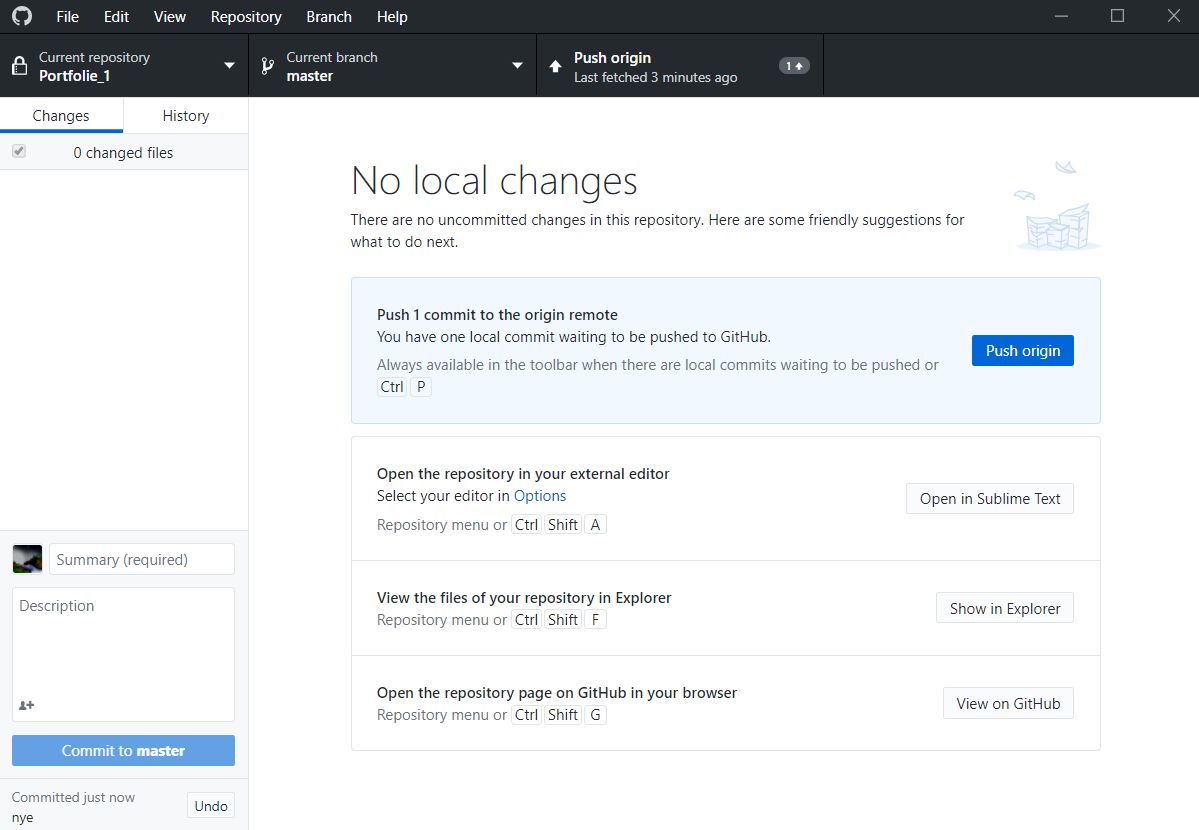 File Edit View Repository Branch Help
Current repository
Portfolie_1
Current branch
master
Push origin
Last fetched 3 minutes ago
1
Changes
History
0 changed files
No local changes
There are no uncommitted changes in this repository. Here are some friendly suggestions for
what to do next.
Push 1 commit to the origin remote
You have one local commit waiting to be pushed to GitHub.
Always available in the toolbar when there are local commits waiting to be pushed or
Ctrl P
Push origin
Open the repository in your external editor
Select your editor in Options
Repository menu or Ctrl Shift A
Open in Sublime Text
View the files of your repository in Explorer
Repository menu or Ctrl Shift F
Show in Explorer
Open the repository page on GitHub in your browser
Repository menu or Ctrl Shift G
View on GitHub
Summary (required)
Description
Commit to master
Committed just now
nye
Undo